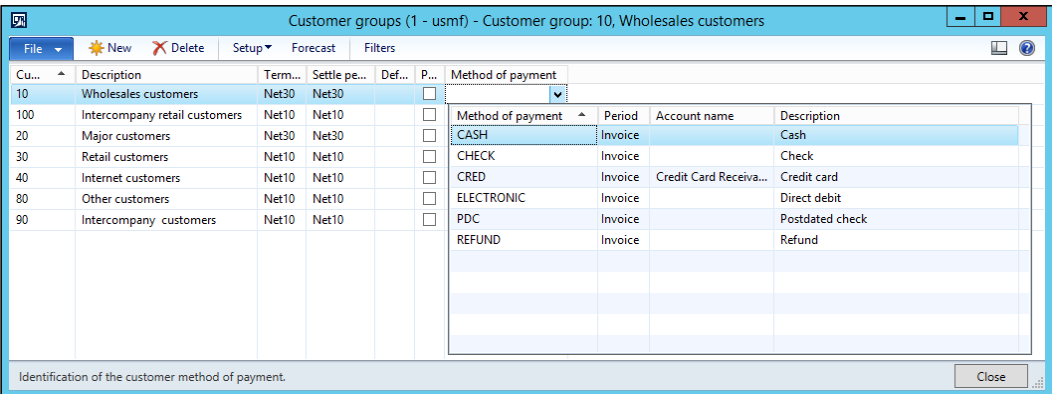 Customer groups (1 - usmf) - Customer group: 10, Wholesales customers
File New Delete Setup Forecast Filters
Cu... Description Term... Settle pe... Def... P... Method of payment
10 Wholesales customers Net30 Net30
100 Intercompany retail customers Net10 Net10
20 Major customers Net30 Net30
30 Retail customers Net10 Net10
40 Internet customers Net10 Net10
80 Other customers Net10 Net10
90 Intercompany customers Net10 Net10
Method of payment Period Account name Description
CASH Invoice Cash
CHECK Invoice Check
CRED Invoice Credit Card Receiva... Credit card
ELECTRONIC Invoice Direct debit
PDC Invoice Postdated check
REFUND Invoice Refund
Identification of the customer method of payment.
Close